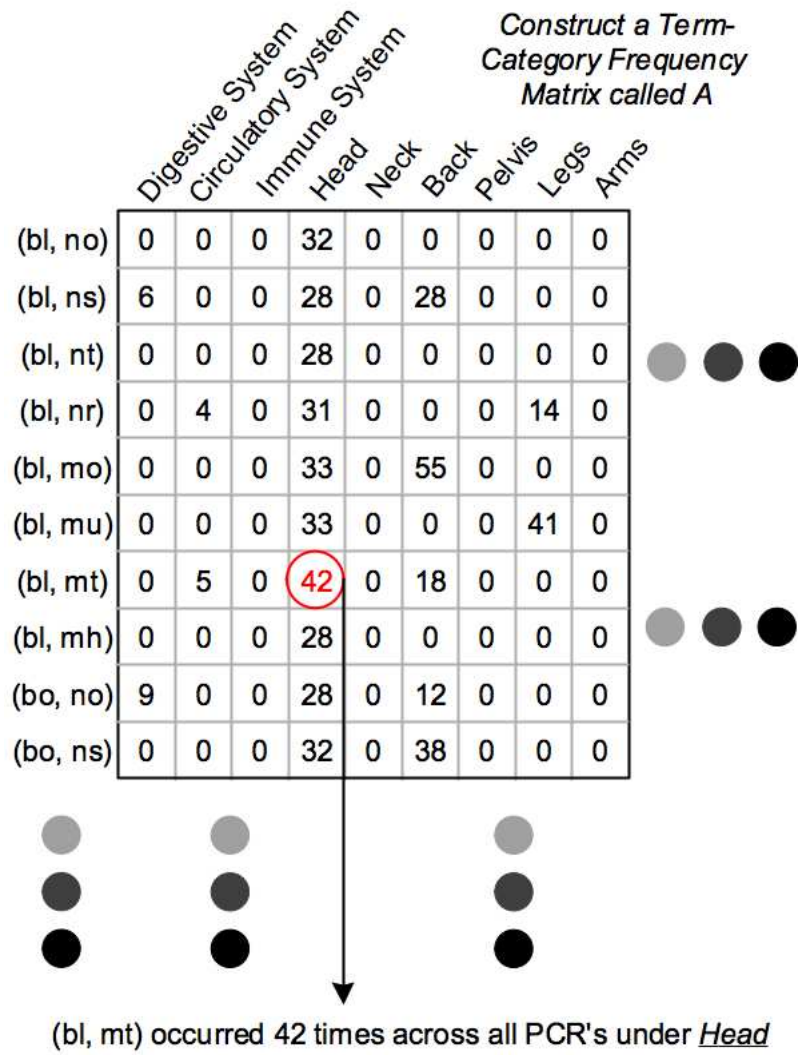 Construct a Term-
Category Frequency
Matrix called A
Digestive System
Circulatory System
Immune System
Head
Neck
Back
Pelvis
Legs
Arms
(bl, no) 0 0 0 32 0 0 0 0 0
(bl, ns) 6 0 0 28 0 28 0 0 0
(bl, nt) 0 0 0 28 0 0 0 0 0
(bl, nr) 0 4 0 31 0 0 0 14 0
(bl, mo) 0 0 0 33 0 55 0 0 0
(bl, mu) 0 0 0 33 0 0 0 41 0
(bl, mt) 0 5 0 42 0 18 0 0 0
(bl, mh) 0 0 0 28 0 0 0 0 0
(bo, no) 9 0 0 28 0 12 0 0 0
(bo, ns) 0 0 0 32 0 38 0 0 0
(bl, mt) occurred 42 times across all PCR's under Head